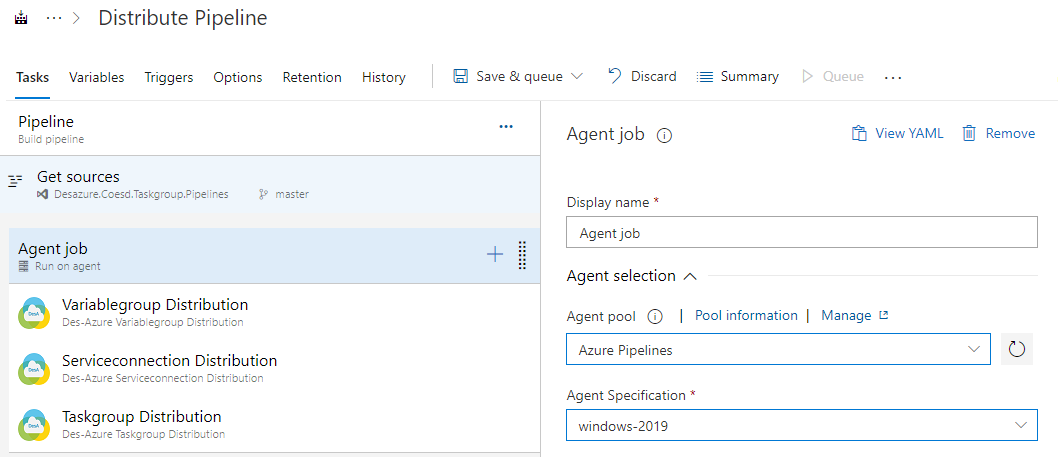 ··· > Distribute Pipeline
Tasks Variables Triggers Options Retention History Save & queue Discard Summary Queue ···
Pipeline ···
Build pipeline
Get sources
Desazure.Coesd.Taskgroup.Pipelines master
Agent job
Run on agent
Variablegroup Distribution
Des-Azure Variablegroup Distribution
Serviceconnection Distribution
Des-Azure Serviceconnection Distribution
Taskgroup Distribution
Des-Azure Taskgroup Distribution
Agent job View YAML Remove
Display name *
Agent job
Agent selection
Agent pool | Pool information | Manage
Azure Pipelines
Agent Specification *
windows-2019
DesA
DesA
DesA